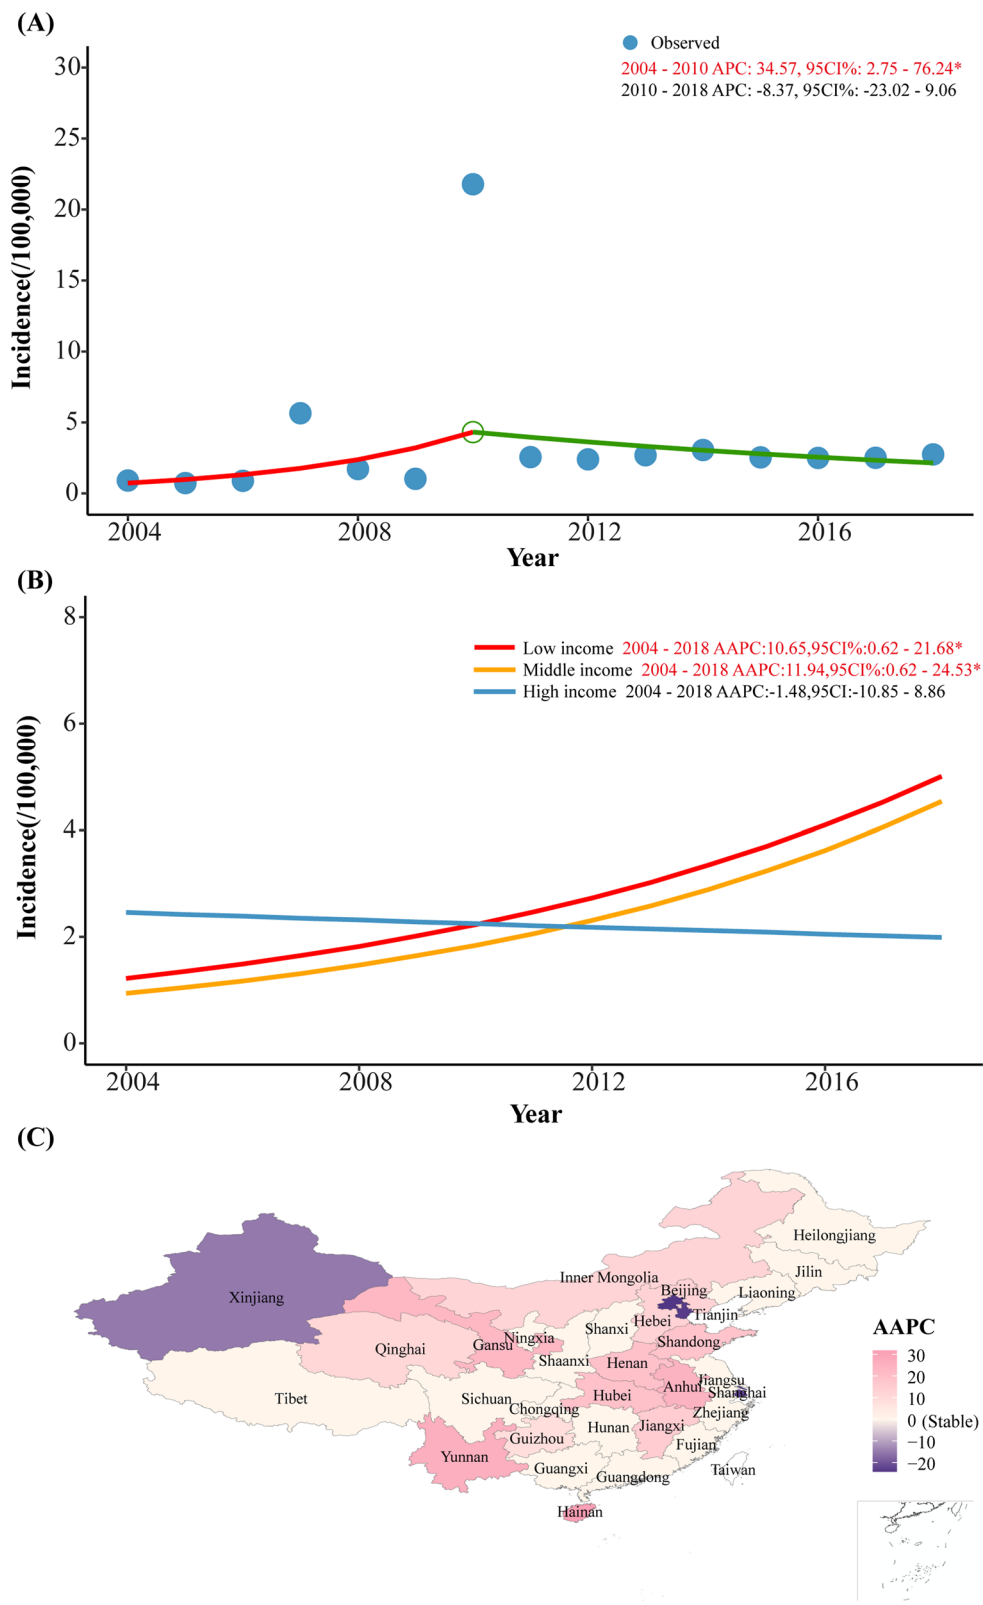 (A)
Observed
2004 - 2010 APC: 34.57, 95CI%: 2.75 - 76.24*
2010 - 2018 APC: -8.37, 95CI%: -23.02 - 9.06
30
25
20
15
10
5
0
Incidence(/100,000)
2004 2008 2012 2016
Year
(B)
Low income 2004 - 2018 AAPC:10.65,95CI%:0.62 - 21.68*
Middle income 2004 - 2018 AAPC:11.94,95CI%:0.62 - 24.53*
High income 2004 - 2018 AAPC:-1.48,95CI:-10.85 - 8.86
8
6
4
2
0
Incidence(/100,000)
2004 2008 2012 2016
Year
(C)
Heilongjiang
Jilin
Inner Mongolia
Beijing
Liaoning
Xinjiang
Tianjin
Hebei
Shanxi
Ningxia
Shandong
Gansu
Qinghai
Shaanxi
Henan
Jiangsu
Anhui
Shanghai
Tibet
Sichuan
Hubei
Chongqing
Zhejiang
Hunan
Jiangxi
Guizhou
Fujian
Yunnan
Guangxi
Guangdong
Taiwan
Hainan
AAPC
30
20
10
0 (Stable)
−10
−20